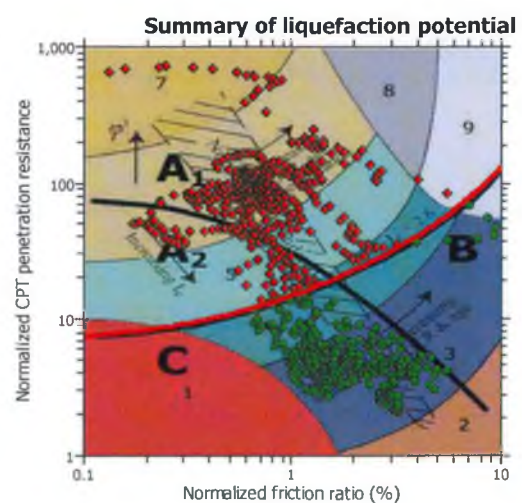 Summary of liquefaction potential
Normalized CPT penetration resistance
1,000
100
10
1
7
8
9
A1
A2
B
C
1
5
3
2
0.1
1
10
Normalized friction ratio (%)